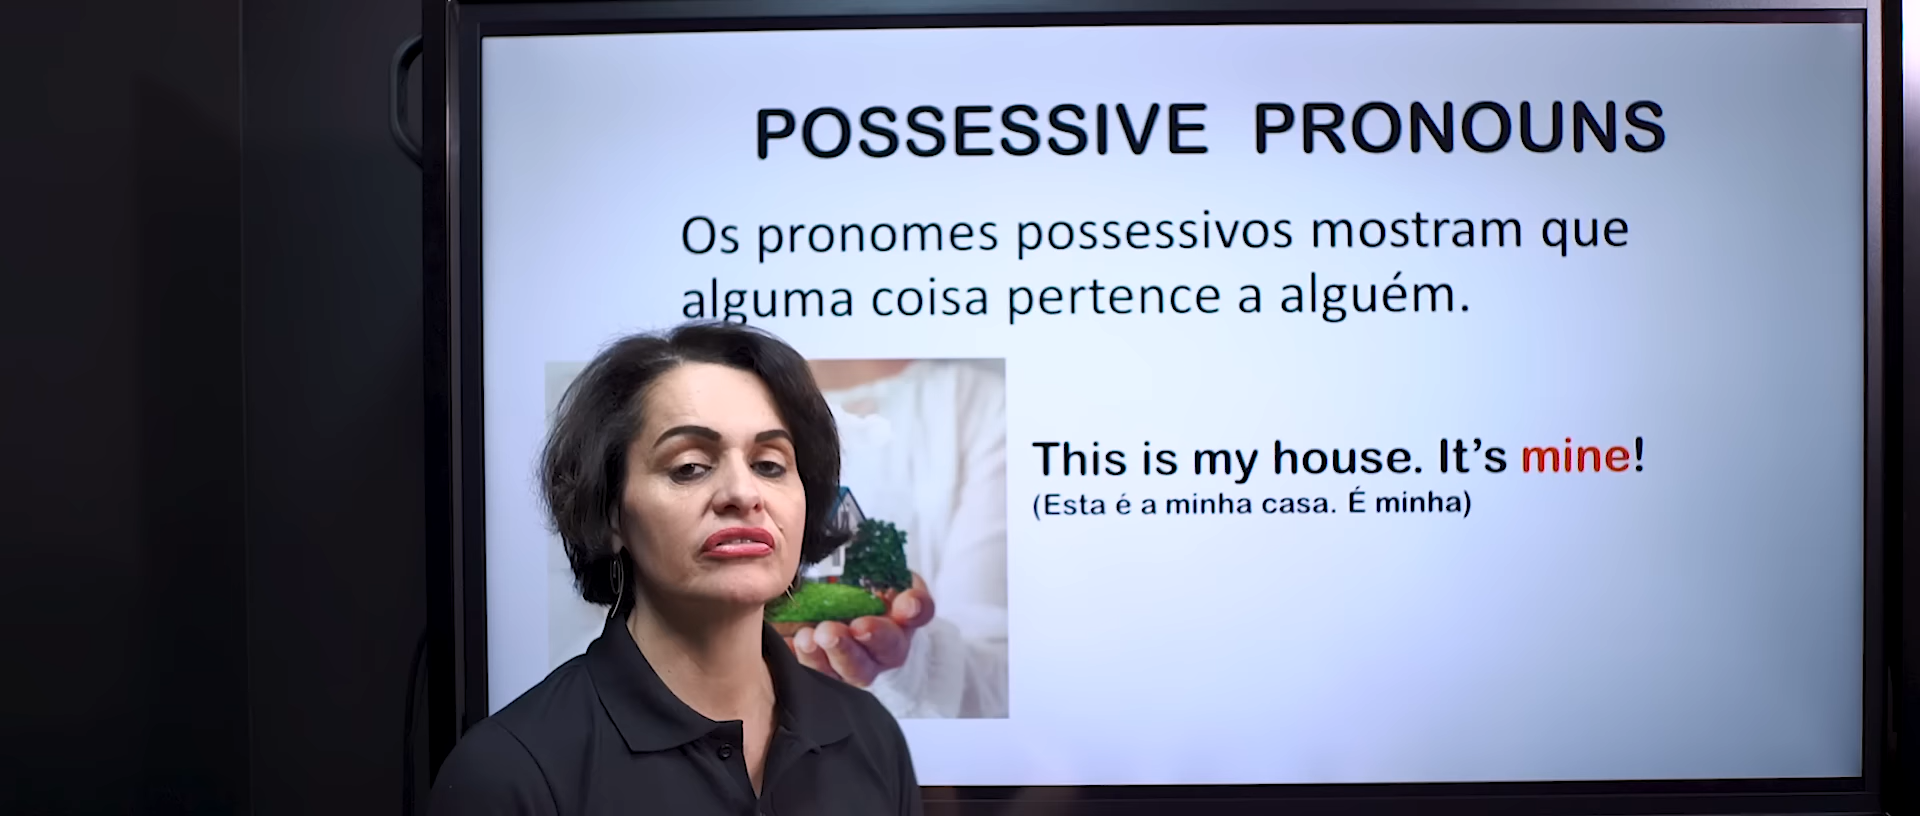 POSSESSIVE PRONOUNS
Os pronomes possessivos mostram que
alguma coisa pertence a alguém.
This is my house. It's mine!
(Esta é a minha casa. É minha)